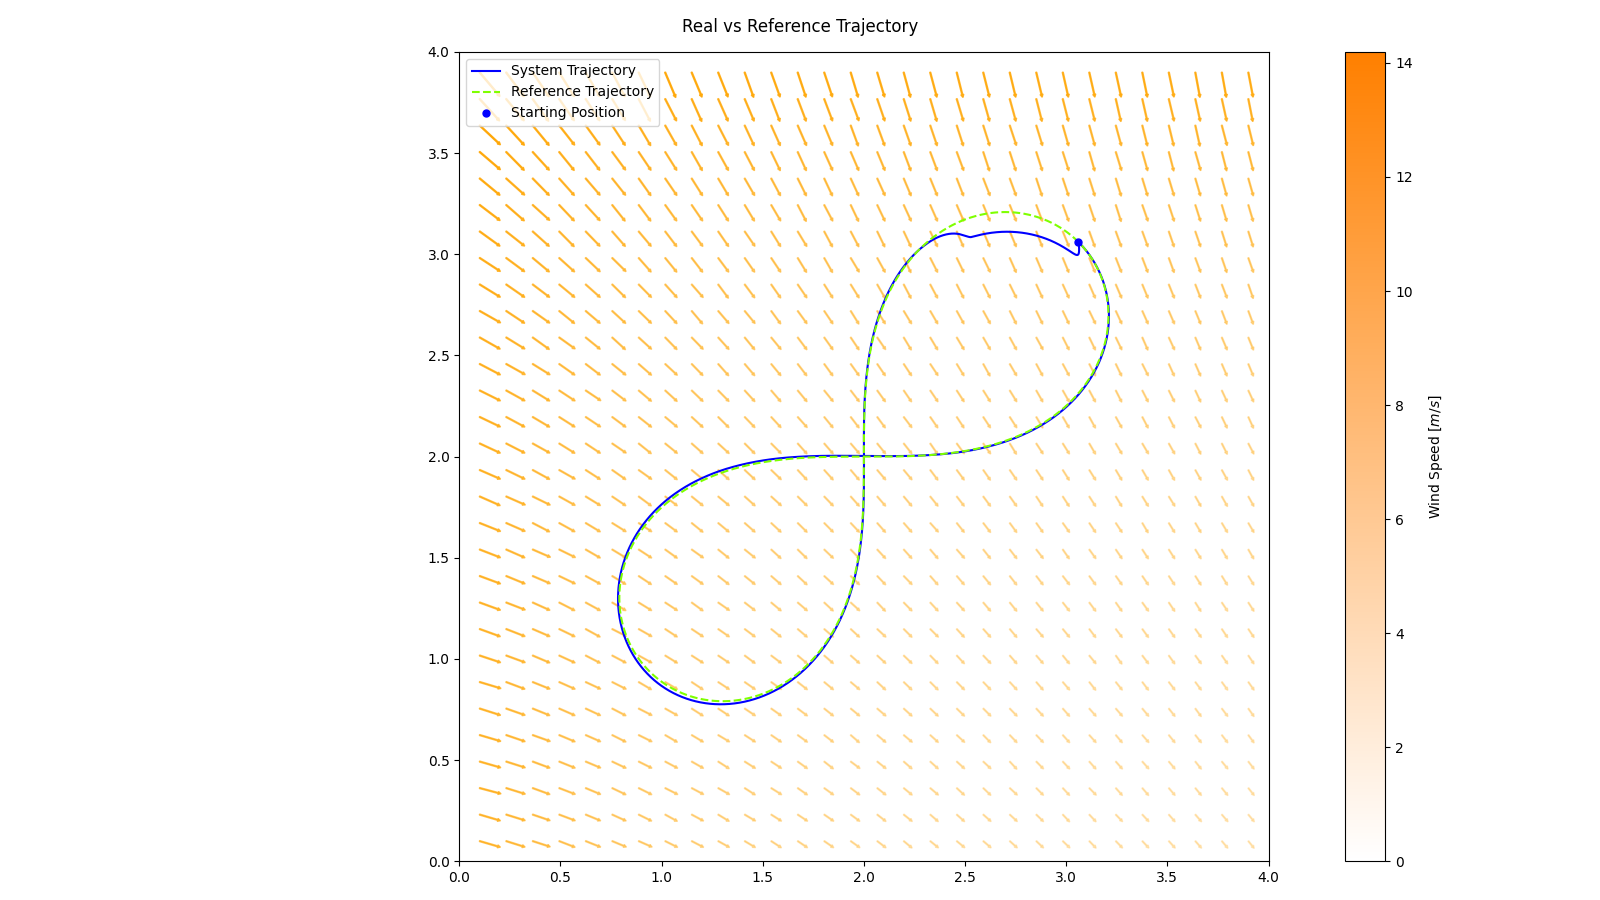 Real vs Reference Trajectory
System Trajectory
Reference Trajectory
Starting Position
4.0
3.5
3.0
2.5
2.0
1.5
1.0
0.5
0.0
0.0 0.5 1.0 1.5 2.0 2.5 3.0 3.5 4.0
14
12
10
8
6
4
2
0
Wind Speed [m/s]